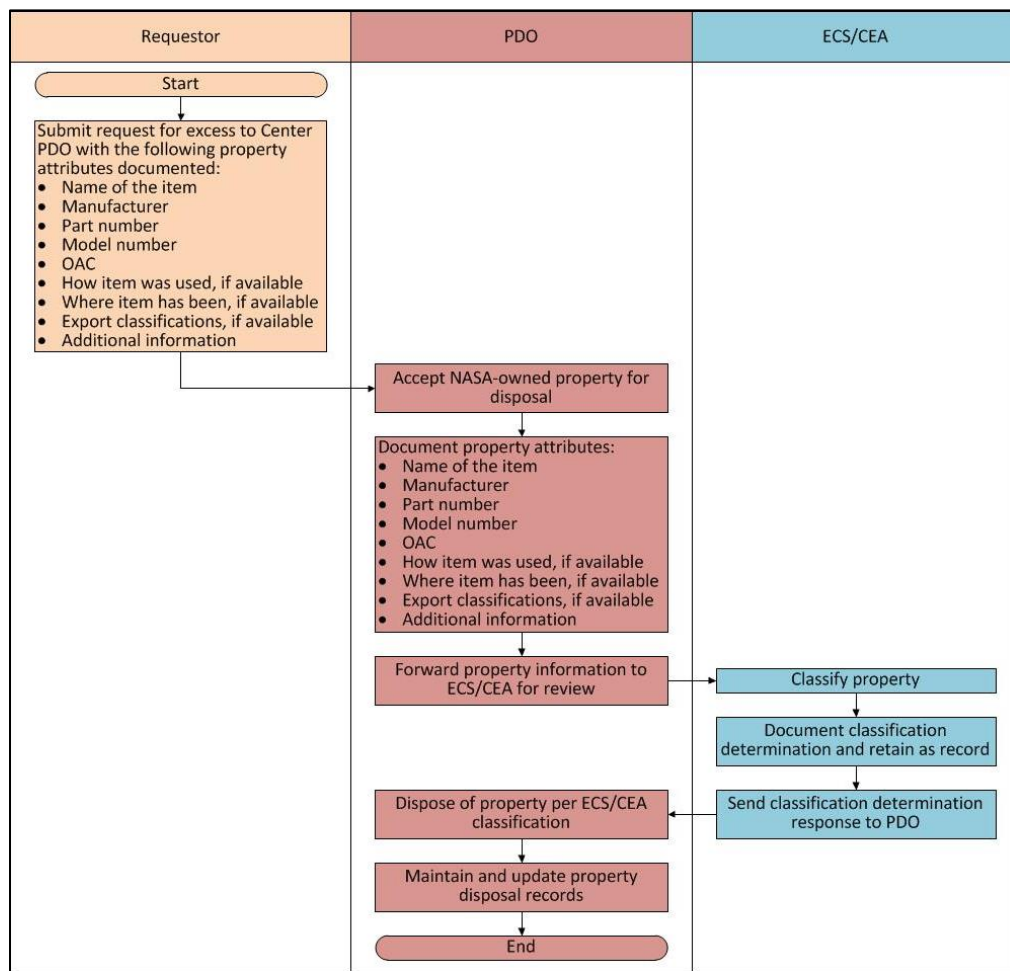 Requestor
PDO
ECS/CEA
Start
Submit request for excess to Center
PDO with the following property
attributes documented:
• Name of the item
• Manufacturer
• Part number
• Model number
• OAC
• How item was used, if available
• Where item has been, if available
• Export classifications, if available
• Additional information
Accept NASA-owned property for
disposal
Document property attributes:
• Name of the item
• Manufacturer
• Part number
• Model number
• OAC
• How item was used, if available
• Where item has been, if available
• Export classifications, if available
• Additional information
Forward property information to
ECS/CEA for review
Classify property
Document classification
determination and retain as record
Send classification determination
response to PDO
Dispose of property per ECS/CEA
classification
Maintain and update property
disposal records
End